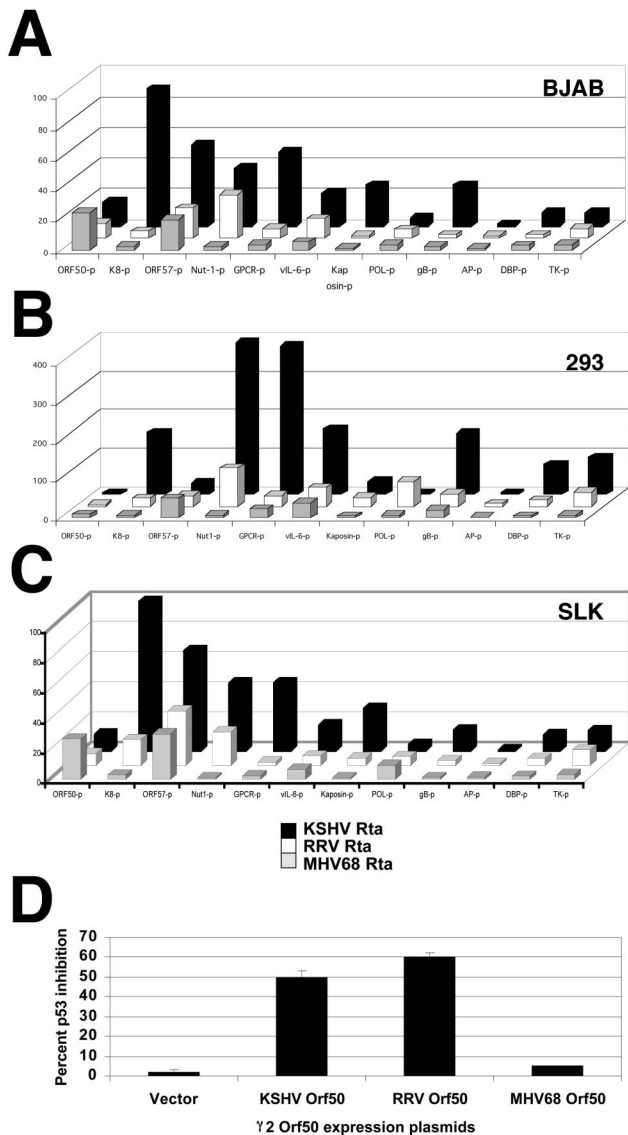 A
BJAB
100
80
60
40
20
0
ORF50-p K8-p ORF57-p Nut-1-p GPCR-p vIL-6-p Kap POL-p gB-p AP-p DBP-p TK-p
osin-p
B
293
400
300
200
100
0
ORF50-p K8-p ORF57-p Nut1-p GPCR-p vIL-6-p Kaposin-p POL-p gB-p AP-p DBP-p TK-p
C
SLK
100
80
60
40
20
0
ORF50-p K8-p ORF57-p Nut1-p GPCR-p vIL-6-p Kaposin-p POL-p gB-p AP-p DBP-p TK-p
KSHV Rta
RRV Rta
MHV68 Rta
D
Percent p53 inhibition
70
60
50
40
30
20
10
0
Vector KSHV Orf50 RRV Orf50 MHV68 Orf50
γ2 Orf50 expression plasmids